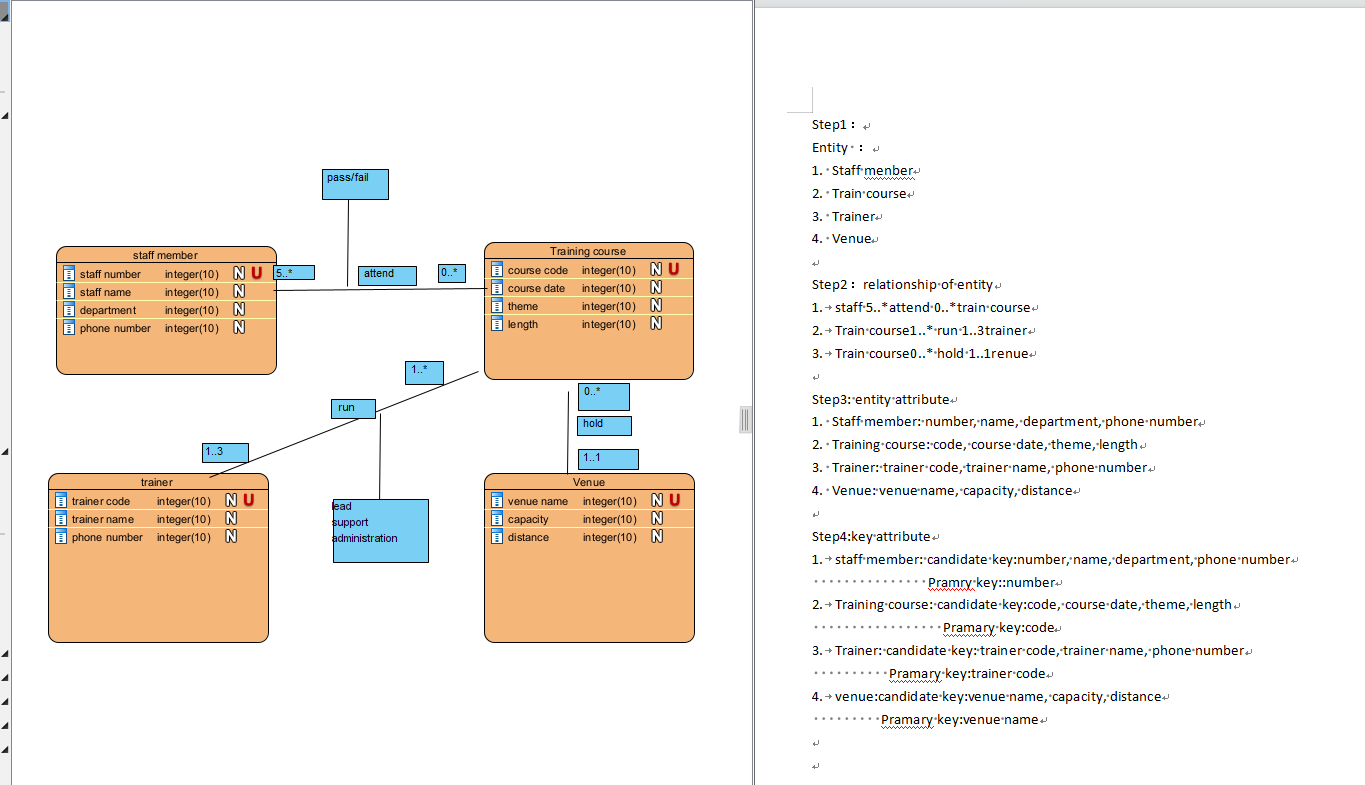 pass/fail
staff member
staff number integer(10) N U
staff name integer(10) N
department integer(10) N
phone number integer(10) N
5..*
attend
0..*
Training course
course code integer(10) N U
course date integer(10) N
theme integer(10) N
length integer(10) N
1..*
run
1..3
0..*
hold
1..1
trainer
trainer code integer(10) N U
trainer name integer(10) N
phone number integer(10) N
lead
support
administration
Venue
venue name integer(10) N U
capacity integer(10) N
distance integer(10) N
Step1：
Entity ：
1. Staff menber
2. Train course
3. Trainer
4. Venue
Step2：relationship of entity
1. staff 5..*attend 0..*train course
2. Train course1..* run 1..3trainer
3. Train course0..* hold 1..1renue
Step3: entity attribute
1. Staff member: number, name, department, phone number
2. Training course: code, course date, theme, length
3. Trainer: trainer code, trainer name, phone number
4. Venue: venue name, capacity, distance
Step4:key attribute
1. staff member: candidate key:number, name, department, phone number
Pramry key::number
2. Training course: candidate key:code, course date, theme, length
Pramary key:code
3. Trainer: candidate key: trainer code, trainer name, phone number
Pramary key:trainer code
4. venue:candidate key:venue name, capacity, distance
Pramary key:venue name